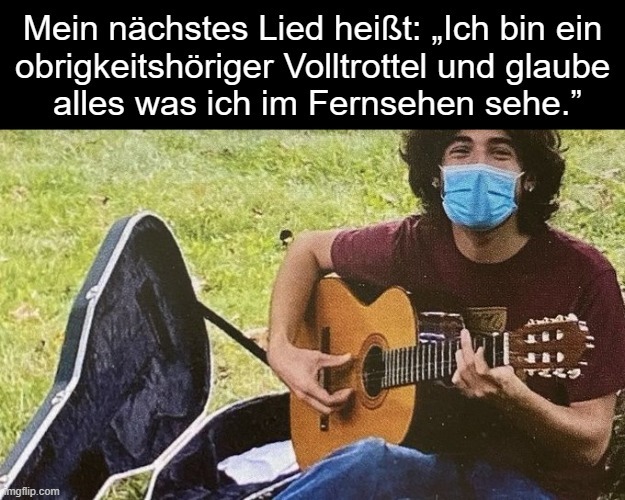 Mein nächstes Lied heißt: „Ich bin ein
obrigkeitshöriger Volltrottel und glaube
alles was ich im Fernsehen sehe.”
imgflip.com